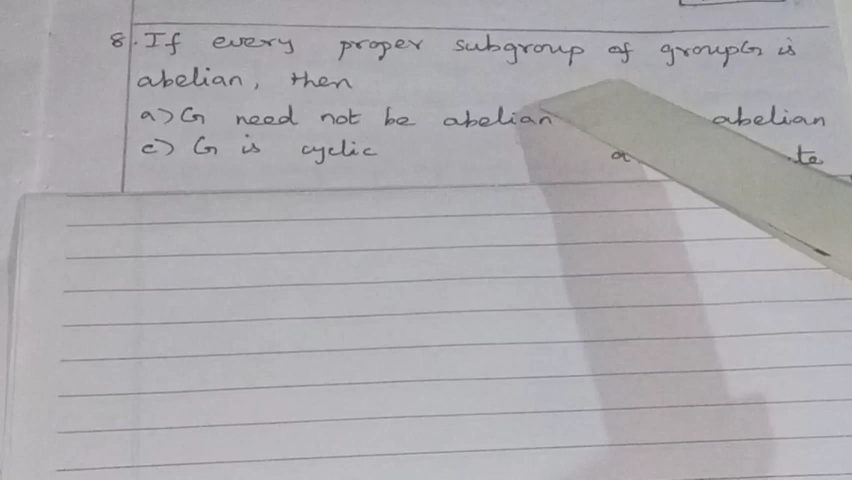 8. If every proper subgroup of group G is
abelian, then
a) G need not be abelian abelian
c) G is cyclic